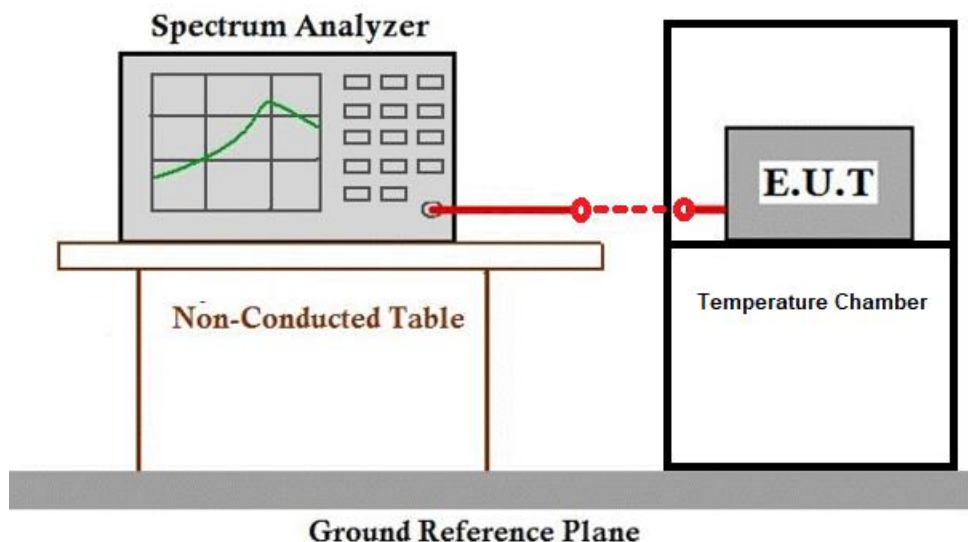 Spectrum Analyzer
E.U.T
Temperature Chamber
Non-Conducted Table
Ground Reference Plane